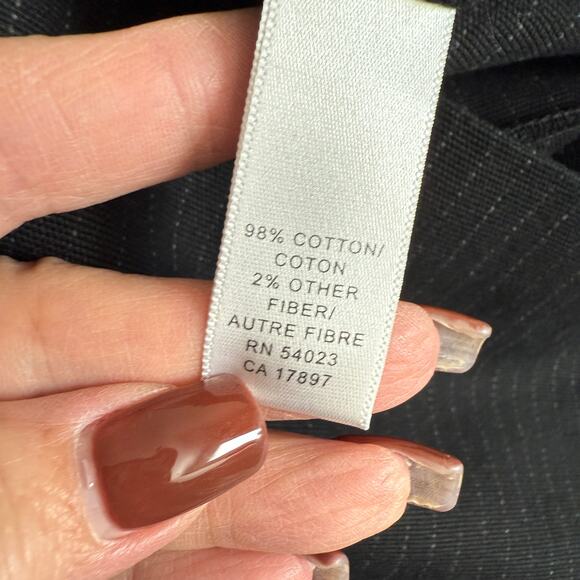 98% COTTON/
COTON
2% OTHER
FIBER/
AUTRE FIBRE
RN 54023
CA 17897